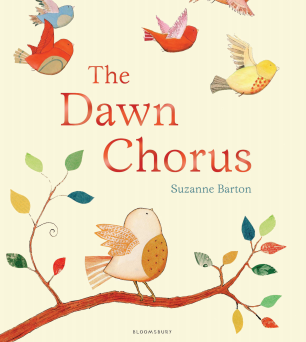 The
Dawn
Chorus
Suzanne Barton
BLOOMSBURY